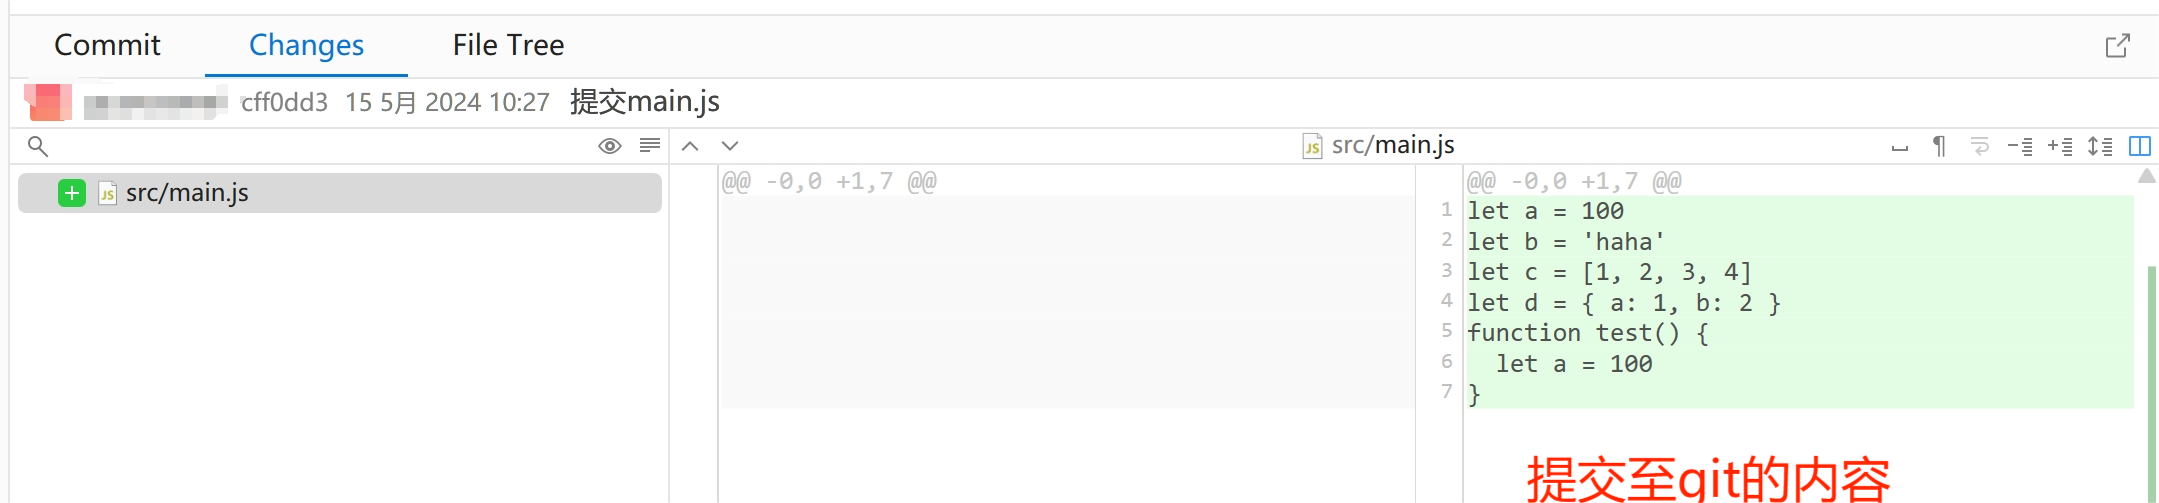 Commit Changes File Tree
cff0dd3 15 5月 2024 10:27 提交main.js
src/main.js
src/main.js
@@ -0,0 +1,7 @@
@@ -0,0 +1,7 @@
1 let a = 100
2 let b = 'haha'
3 let c = [1, 2, 3, 4]
4 let d = { a: 1, b: 2 }
5 function test() {
6 let a = 100
7 }
提交至git的内容